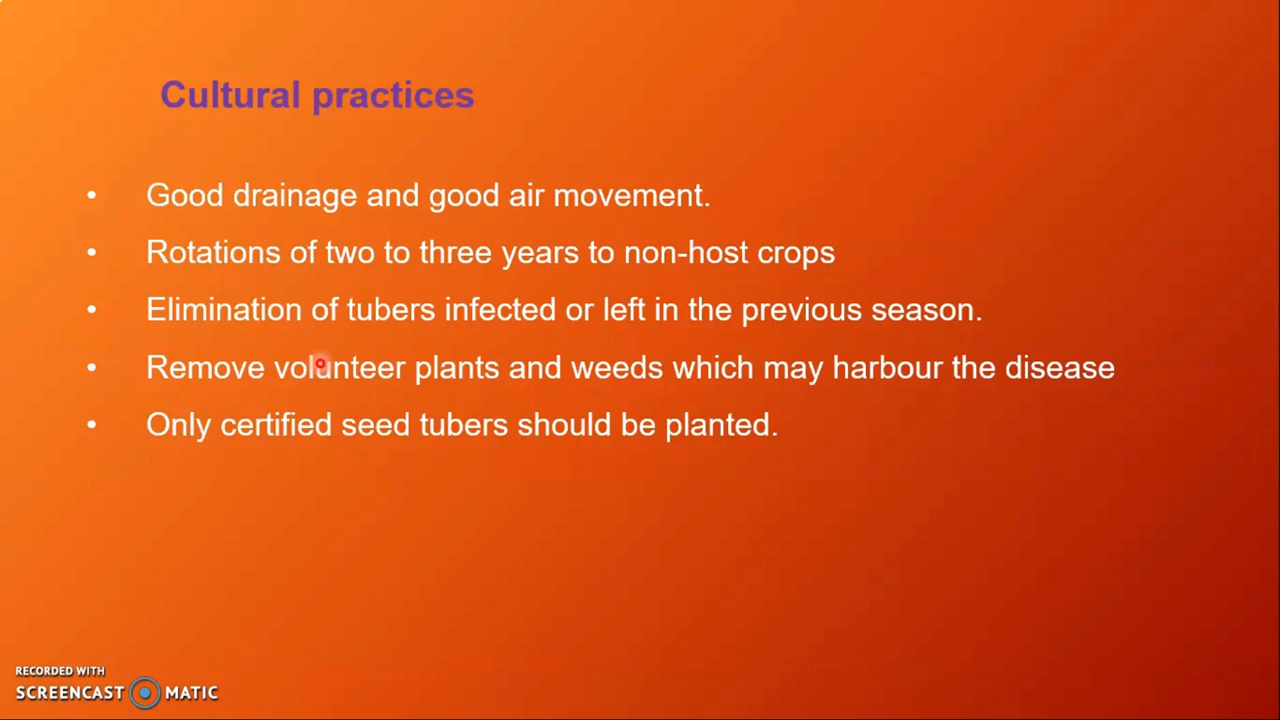 Cultural practices
• Good drainage and good air movement.
• Rotations of two to three years to non-host crops
• Elimination of tubers infected or left in the previous season.
• Remove volunteer plants and weeds which may harbour the disease
• Only certified seed tubers should be planted.
RECORDED WITH
SCREENCAST MATIC